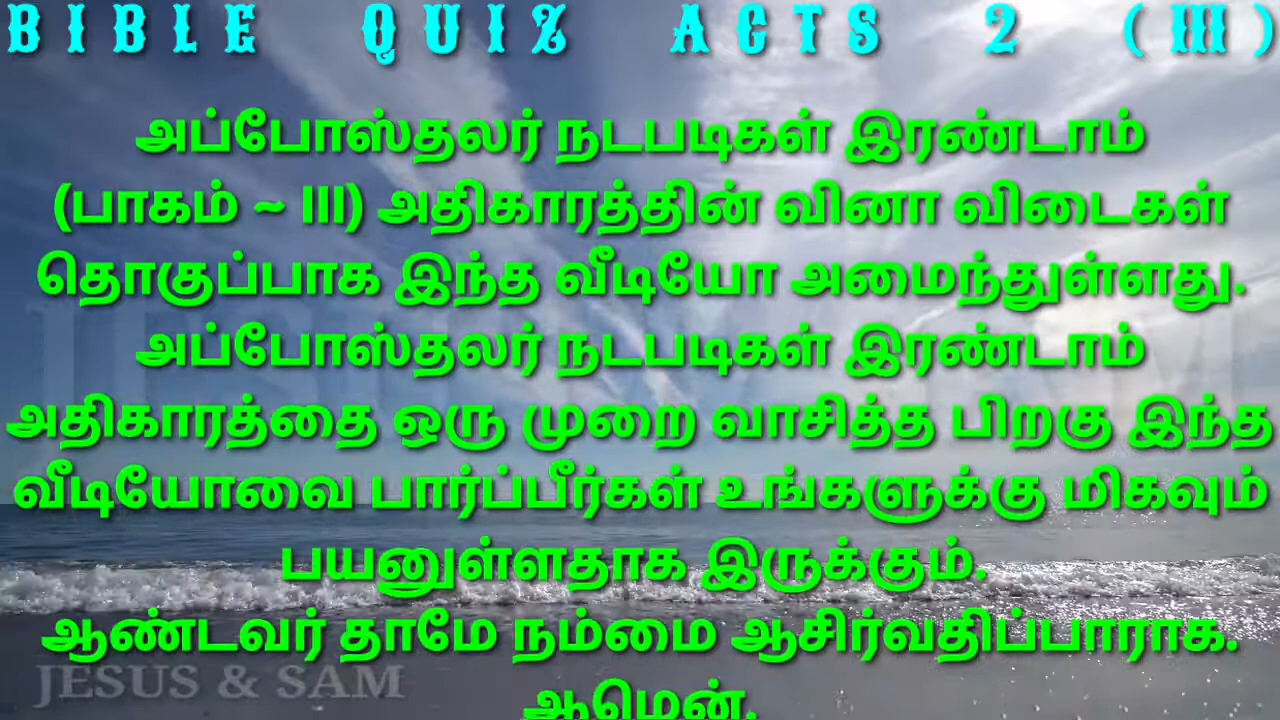 BIBLE QUIZ ACTS 2 (III)
அப்போஸ்தலர் நடபடிகள் இரண்டாம்
(பாகம் ~ III) அதிகாரத்தின் வினா விடைகள்
தொகுப்பாக இந்த வீடியோ அமைந்துள்ளது.
அப்போஸ்தலர் நடபடிகள் இரண்டாம்
அதிகாரத்தை ஒரு முறை வாசித்த பிறகு இந்த
வீடியோவை பார்ப்பீர்கள் உங்களுக்கு மிகவும்
பயனுள்ளதாக இருக்கும்.
ஆண்டவர் தாமே நம்மை ஆசிர்வதிப்பாராக.
ஆமென்.
JESUS & SAM
JESUS & SAM